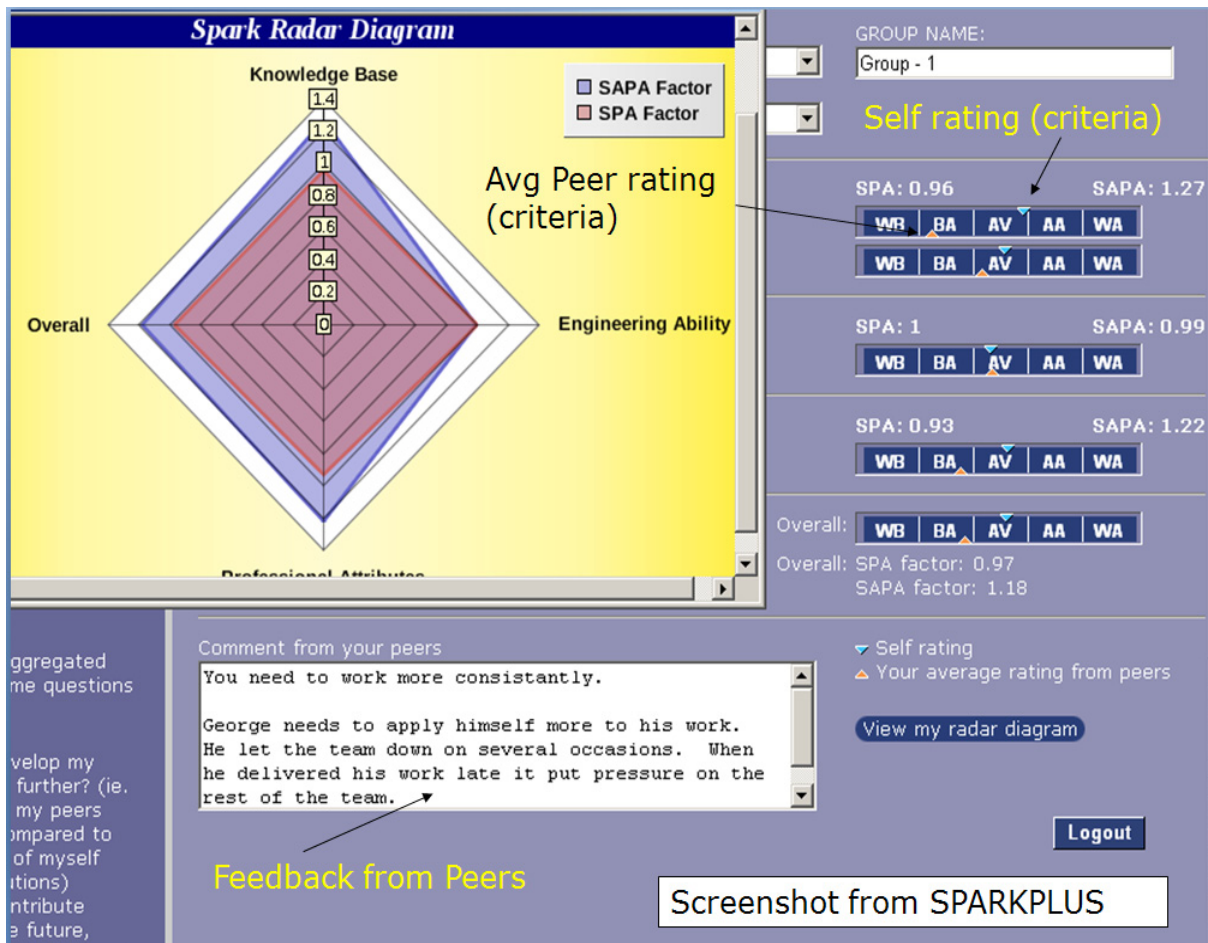 Spark Radar Diagram
Knowledge Base
SAPA Factor
SPA Factor
1.4
1.2
1
0.8
0.6
0.4
0.2
0
Overall
Engineering Ability
Professional Attributes
Avg Peer rating
(criteria)
GROUP NAME:
Group - 1
Self rating (criteria)
SPA: 0.96 SAPA: 1.27
WB BA AV AA WA
WB BA AV AA WA
SPA: 1 SAPA: 0.99
WB BA AV AA WA
SPA: 0.93 SAPA: 1.22
WB BA AV AA WA
Overall: WB BA AV AA WA
Overall: SPA factor: 0.97
SAPA factor: 1.18
ggregated
me questions
velop my
further? (ie.
my peers
ompared to
of myself
utions)
ntribute
e future,
Comment from your peers
You need to work more consistantly.
George needs to apply himself more to his work.
He let the team down on several occasions. When
he delivered his work late it put pressure on the
rest of the team.
Feedback from Peers
Self rating
Your average rating from peers
View my radar diagram
Logout
Screenshot from SPARKPLUS